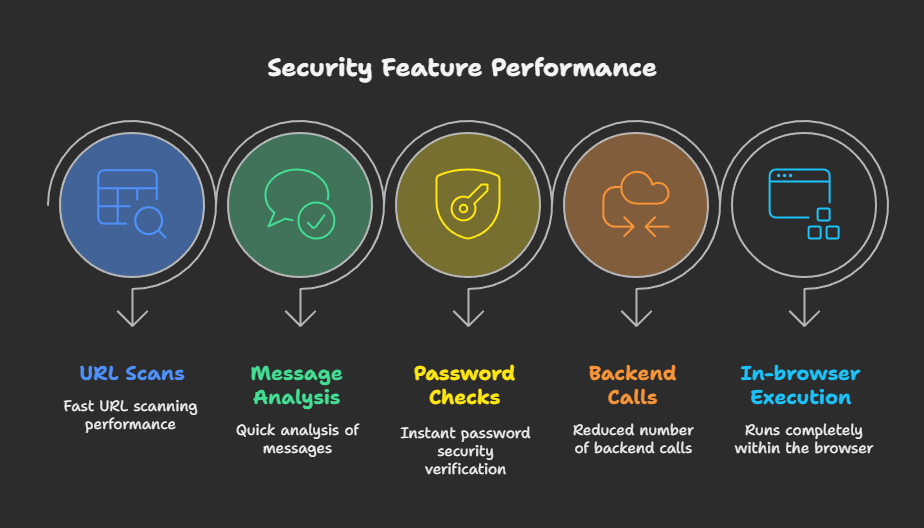 Security Feature Performance
URL Scans
Fast URL scanning
performance
Message
Analysis
Quick analysis of
messages
Password
Checks
Instant password
security
verification
Backend
Calls
Reduced number
of backend calls
In-browser
Execution
Runs completely
within the browser